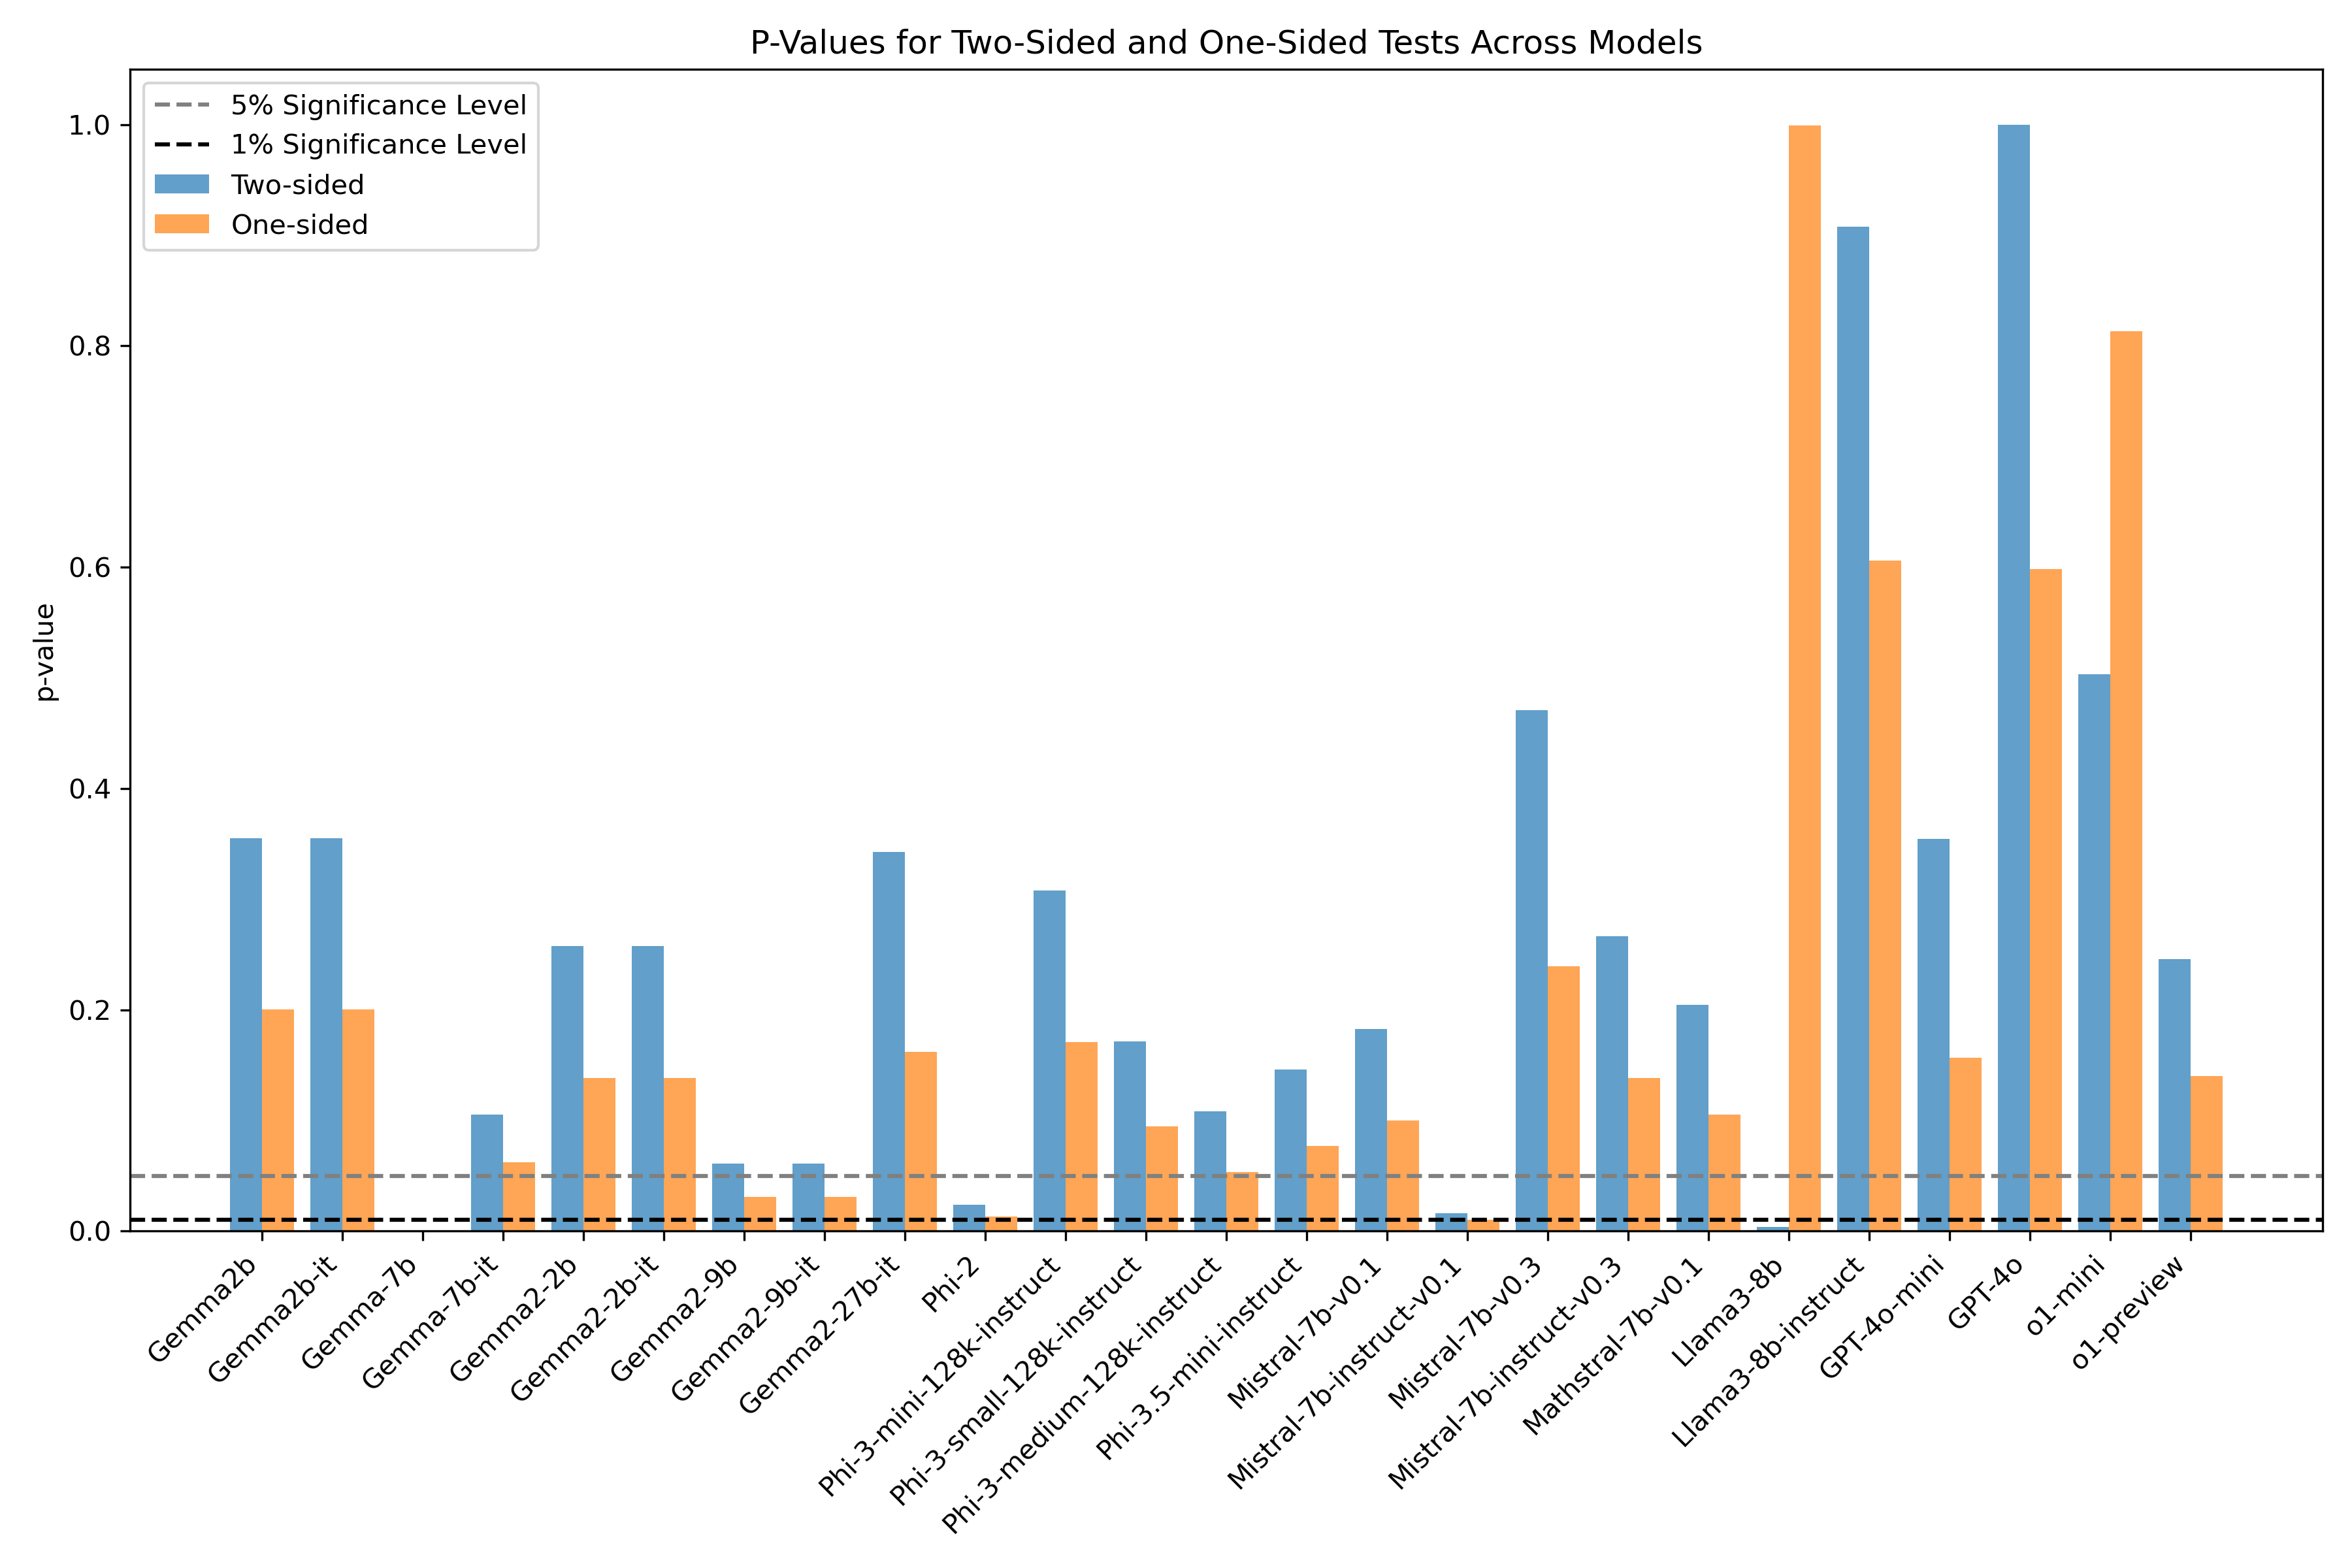 P-Values for Two-Sided and One-Sided Tests Across Models
5% Significance Level
1% Significance Level
Two-sided
One-sided
p-value
1.0
0.8
0.6
0.4
0.2
0.0
Gemma2b
Gemma2b-it
Gemma-7b
Gemma-7b-it
Gemma2-2b
Gemma2-2b-it
Gemma2-9b
Gemma2-9b-it
Gemma2-27b-it
Phi-2
Phi-3-mini-128k-instruct
Phi-3-small-128k-instruct
Phi-3-medium-128k-instruct
Phi-3.5-mini-instruct
Mistral-7b-v0.1
Mistral-7b-instruct-v0.1
Mistral-7b-v0.3
Mistral-7b-instruct-v0.3
Mathstral-7b-v0.1
Llama3-8b
Llama3-8b-instruct
GPT-4o-mini
GPT-4o
o1-mini
o1-preview